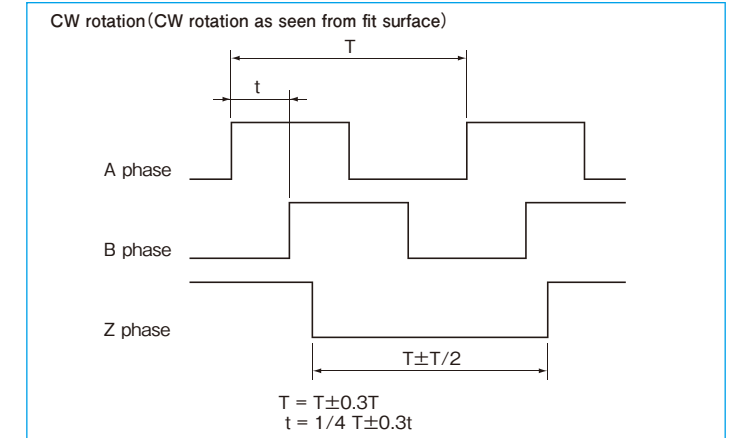 CW rotation(CW rotation as seen from fit surface)
T
t
A phase
B phase
Z phase
T±T/2
T = T±0.3T
t = 1/4 T±0.3t